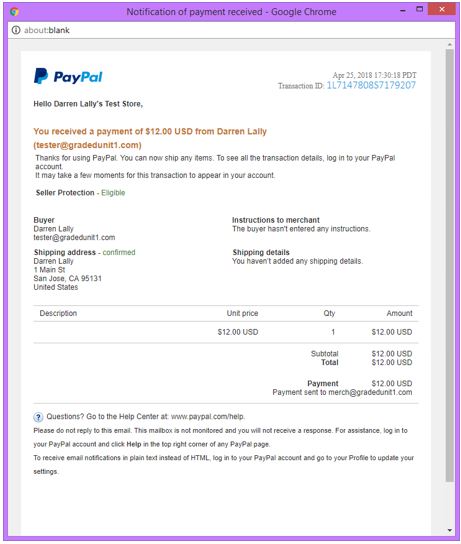 Notification of payment received - Google Chrome
about:blank
PayPal
Apr 25, 2018 17:30:18 PDT
Transaction ID: 1L714780857179207
Hello Darren Lally's Test Store,
You received a payment of $12.00 USD from Darren Lally
(tester@gradedunit1.com)
Thanks for using PayPal. You can now ship any items. To see all the transaction details, log in to your PayPal
account.
It may take a few moments for this transaction to appear in your account.
Seller Protection - Eligible
Buyer
Darren Lally
tester@gradedunit1.com
Instructions to merchant
The buyer hasn't entered any instructions.
Shipping address - confirmed
Darren Lally
1 Main St
San Jose, CA 95131
United States
Shipping details
You haven't added any shipping details.
Description Unit price Qty Amount
$12.00 USD 1 $12.00 USD
Subtotal $12.00 USD
Total $12.00 USD
Payment $12.00 USD
Payment sent to merch@gradedunit1.com
? Questions? Go to the Help Center at: www.paypal.com/help.
Please do not reply to this email. This mailbox is not monitored and you will not receive a response. For assistance, log in to
your PayPal account and click Help in the top right corner of any PayPal page.
To receive email notifications in plain text instead of HTML, log in to your PayPal account and go to your Profile to update your
settings.